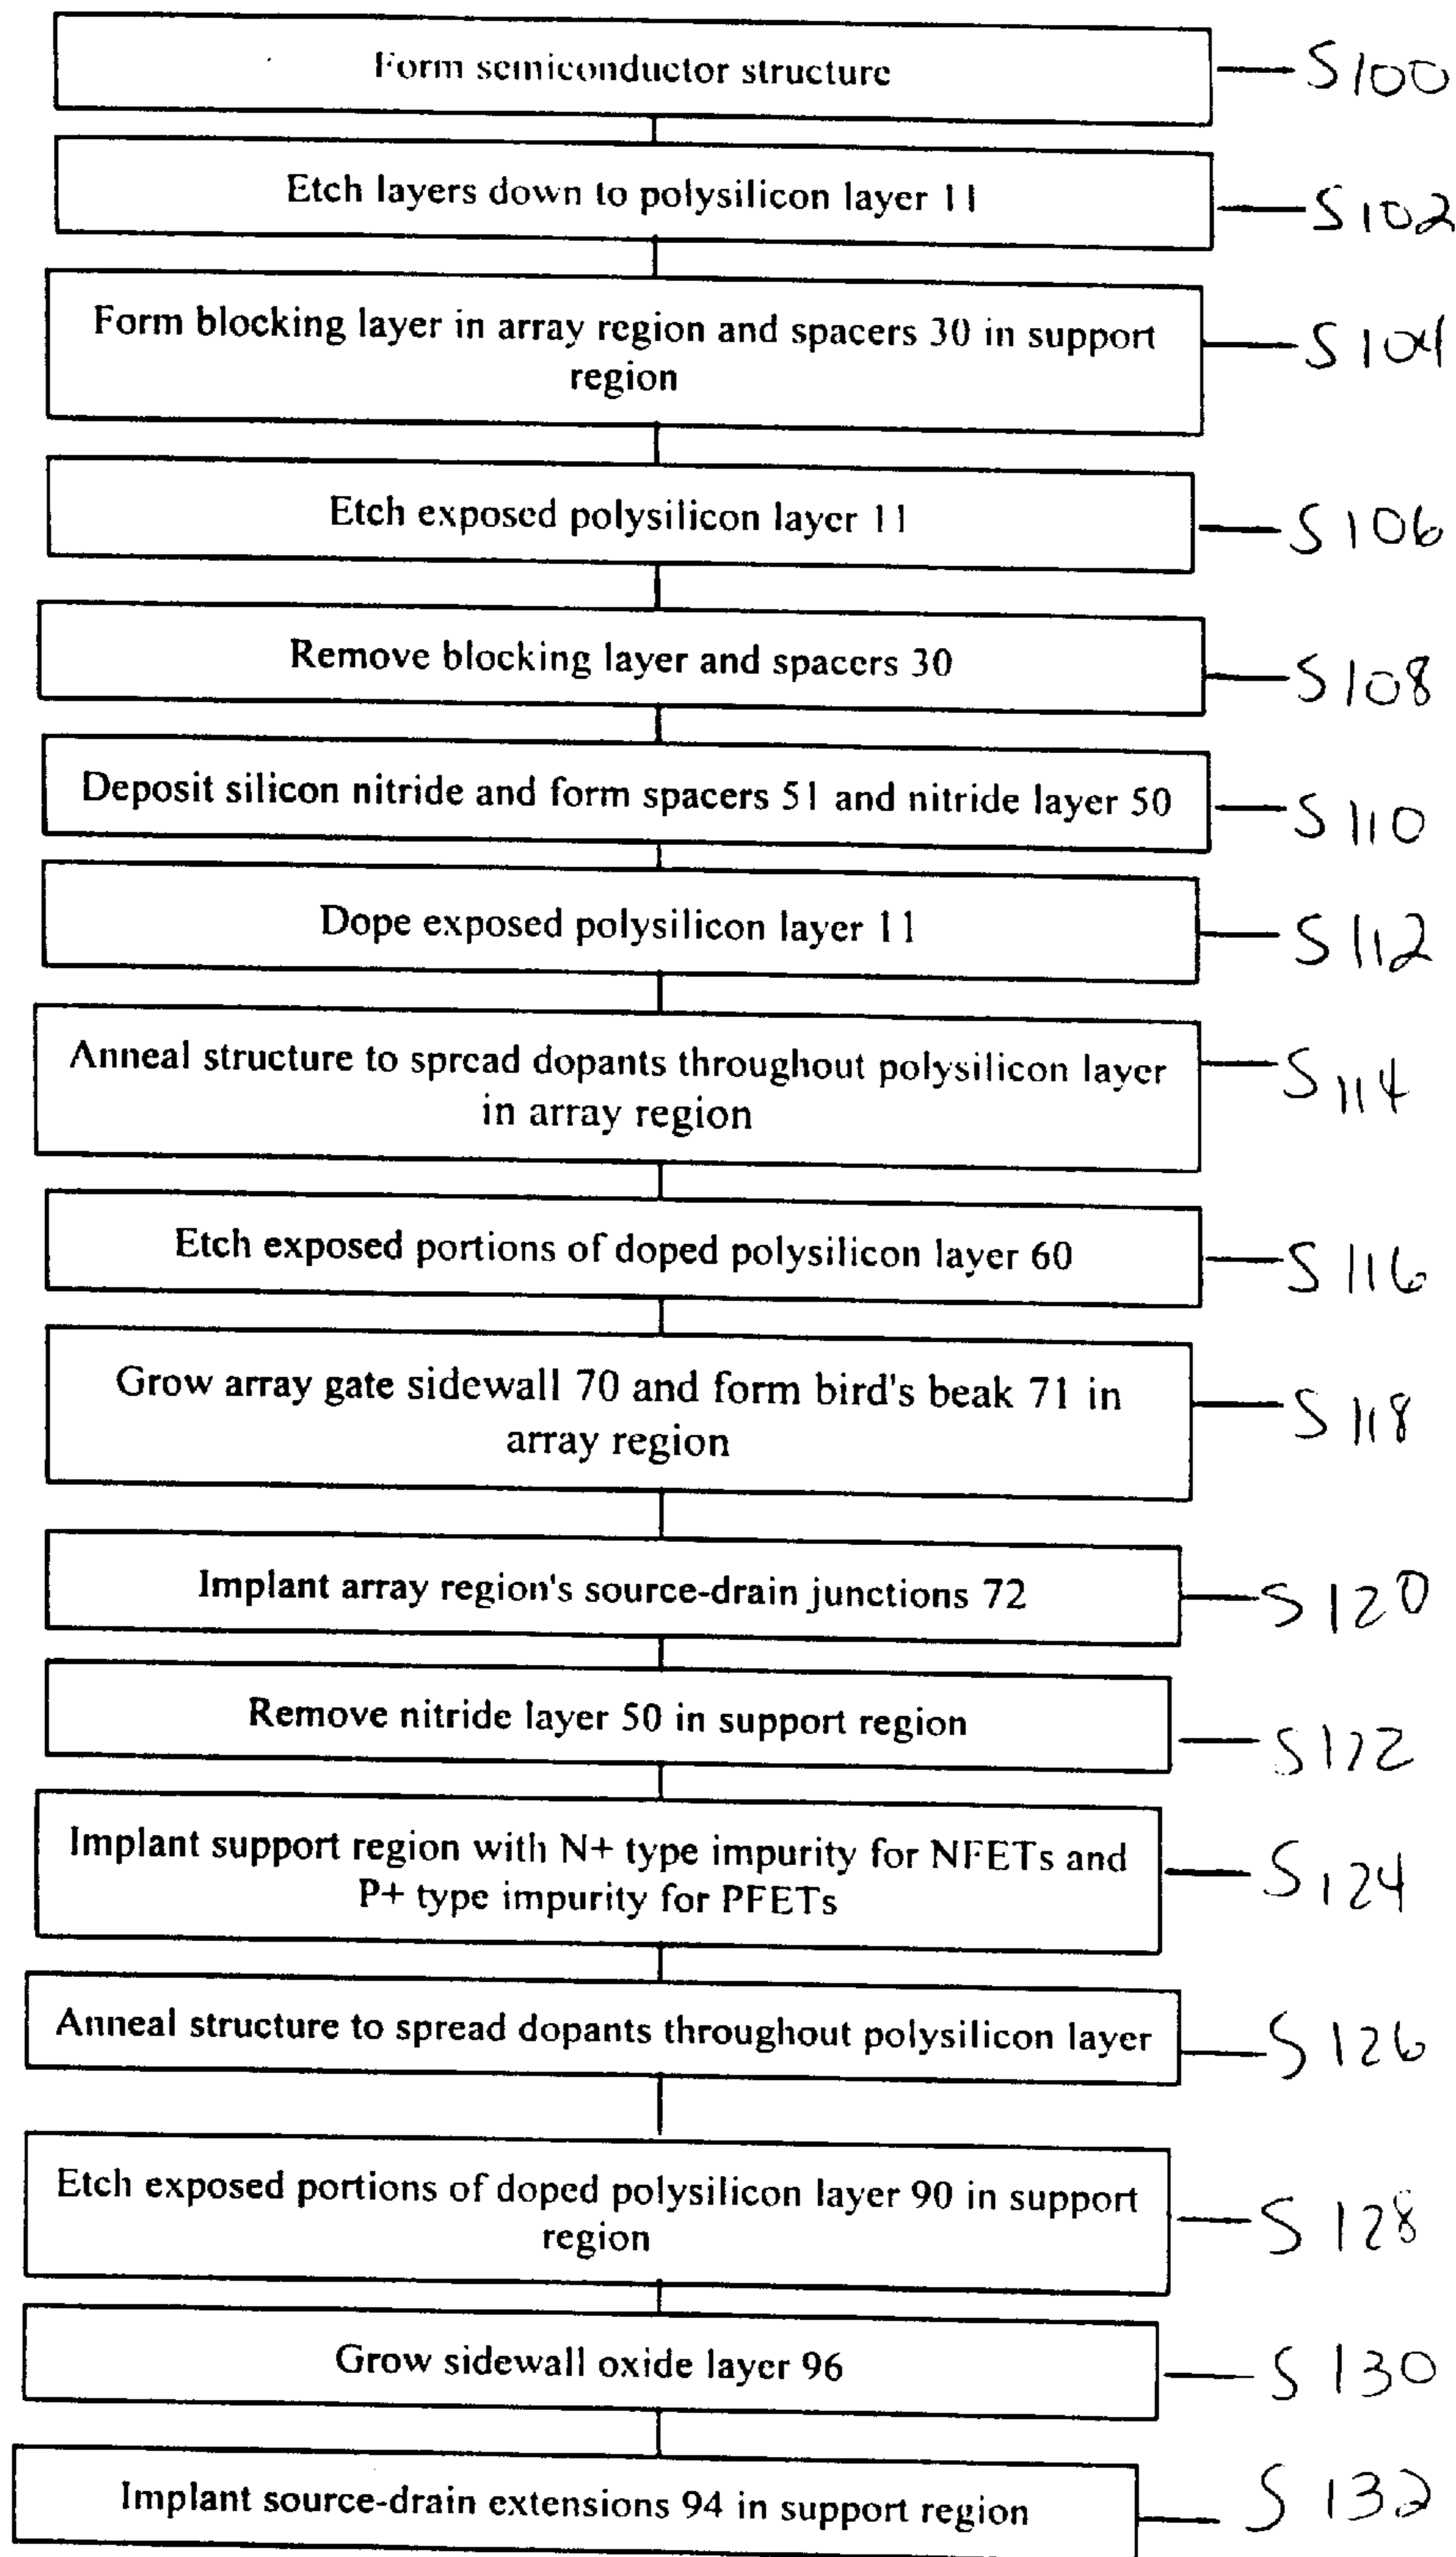 Form semiconductor structure
S100
Etch layers down to polysilicon layer 11
S102
Form blocking layer in array region and spacers 30 in support
region
S104
Etch exposed polysilicon layer 11
S106
Remove blocking layer and spacers 30
S108
Deposit silicon nitride and form spacers 51 and nitride layer 50
S110
Dope exposed polysilicon layer 11
S112
Anneal structure to spread dopants throughout polysilicon layer
in array region
S114
Etch exposed portions of doped polysilicon layer 60
S116
Grow array gate sidewall 70 and form bird's beak 71 in
array region
S118
Implant array region's source-drain junctions 72
S120
Remove nitride layer 50 in support region
S122
Implant support region with N+ type impurity for NFETs and
P+ type impurity for PFETs
S124
Anneal structure to spread dopants throughout polysilicon layer
S126
Etch exposed portions of doped polysilicon layer 90 in support
region
S128
Grow sidewall oxide layer 96
S130
Implant source-drain extensions 94 in support region
S132